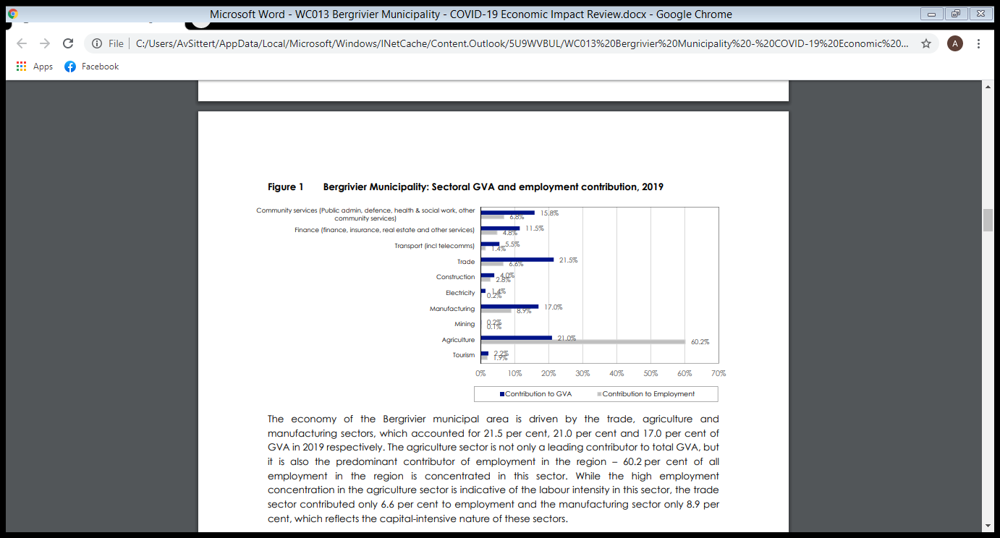 Microsoft Word - WC013 Bergrivier Municipality - COVID-19 Economic Impact Review.docx - Google Chrome
File | C:/Users/AvSittert/AppData/Local/Microsoft/Windows/INetCache/Content.Outlook/5U9WVBUL/WC013%20Bergrivier%20Municipality%20-%20COVID-19%20Economic%20... A
Apps Facebook
Figure 1 Bergrivier Municipality: Sectoral GVA and employment contribution, 2019
Community services (Public admin, defence, health & social work, other
community services)
15.8%
6.8%
Finance (finance, insurance, real estate and other services)
11.5%
4.8%
Transport (incl telecomms)
5.5%
1.4%
Trade
21.5%
6.6%
Construction
4.0%
2.8%
Electricity
1.4%
0.2%
Manufacturing
17.0%
8.9%
Mining
0.2%
0.1%
Agriculture
21.0%
60.2%
Tourism
2.2%
1.9%
0% 10% 20% 30% 40% 50% 60% 70%
Contribution to GVA Contribution to Employment
The economy of the Bergrivier municipal area is driven by the trade, agriculture and
manufacturing sectors, which accounted for 21.5 per cent, 21.0 per cent and 17.0 per cent of
GVA in 2019 respectively. The agriculture sector is not only a leading contributor to total GVA, but
it is also the predominant contributor of employment in the region – 60.2 per cent of all
employment in the region is concentrated in this sector. While the high employment
concentration in the agriculture sector is indicative of the labour intensity in this sector, the trade
sector contributed only 6.6 per cent to employment and the manufacturing sector only 8.9 per
cent, which reflects the capital-intensive nature of these sectors.